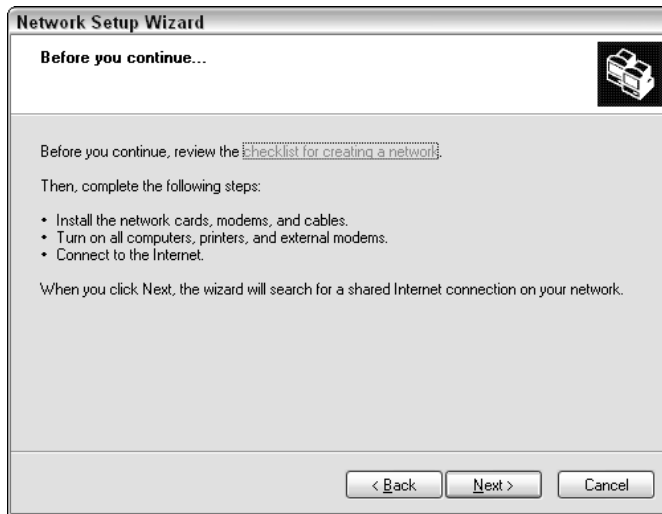 Network Setup Wizard
Before you continue...
Before you continue, review the checklist for creating a network.
Then, complete the following steps:
• Install the network cards, modems, and cables.
• Turn on all computers, printers, and external modems.
• Connect to the Internet.
When you click Next, the wizard will search for a shared Internet connection on your network.
< Back Next > Cancel